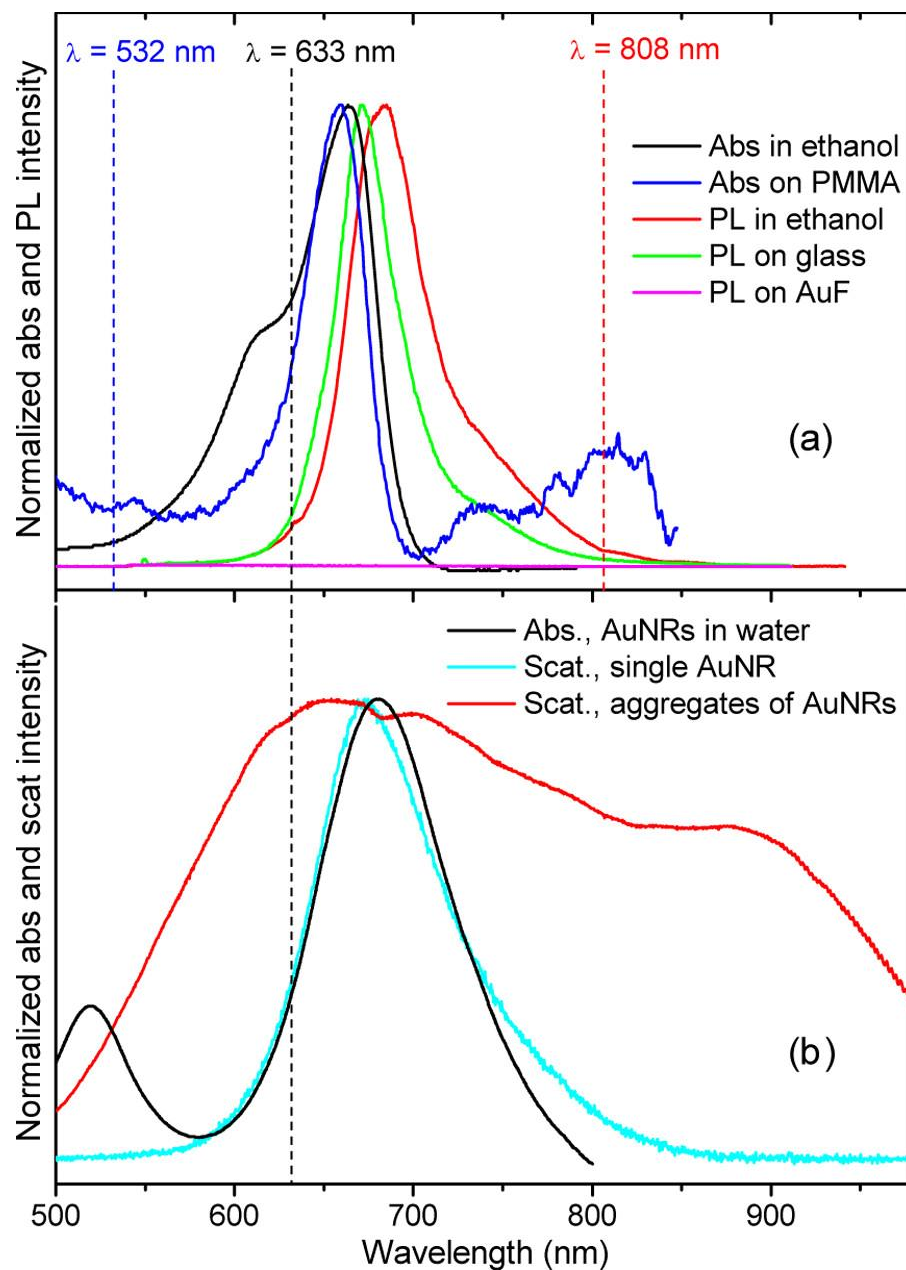 λ = 532 nm
λ = 633 nm
λ = 808 nm
Normalized abs and PL intensity
Abs in ethanol
Abs on PMMA
PL in ethanol
PL on glass
PL on AuF
(a)
Normalized abs and scat intensity
Abs., AuNRs in water
Scat., single AuNR
Scat., aggregates of AuNRs
(b)
500 600 700 800 900
Wavelength (nm)